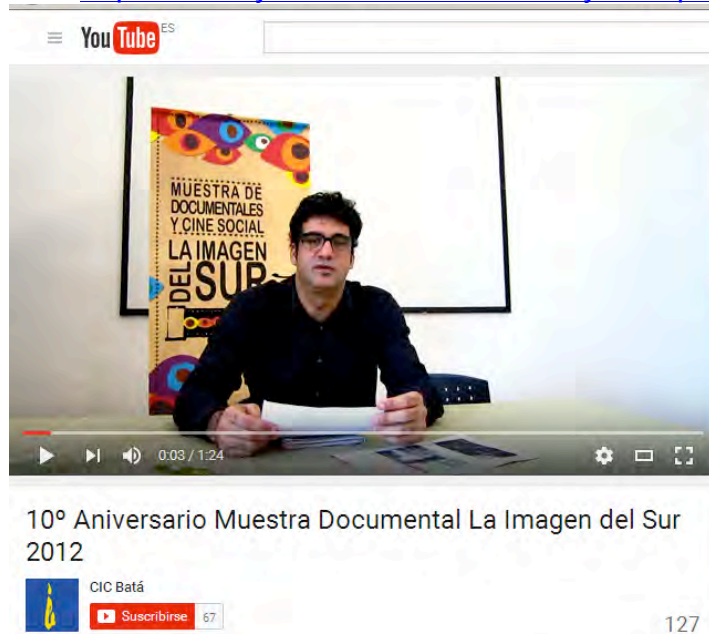 YouTube ES
MUESTRA DE
DOCUMENTALES
Y CINE SOCIAL
LA IMAGEN
DEL SUR
0:03 / 1:24
10º Aniversario Muestra Documental La Imagen del Sur
2012
CIC Batá
Suscribirse 67
127